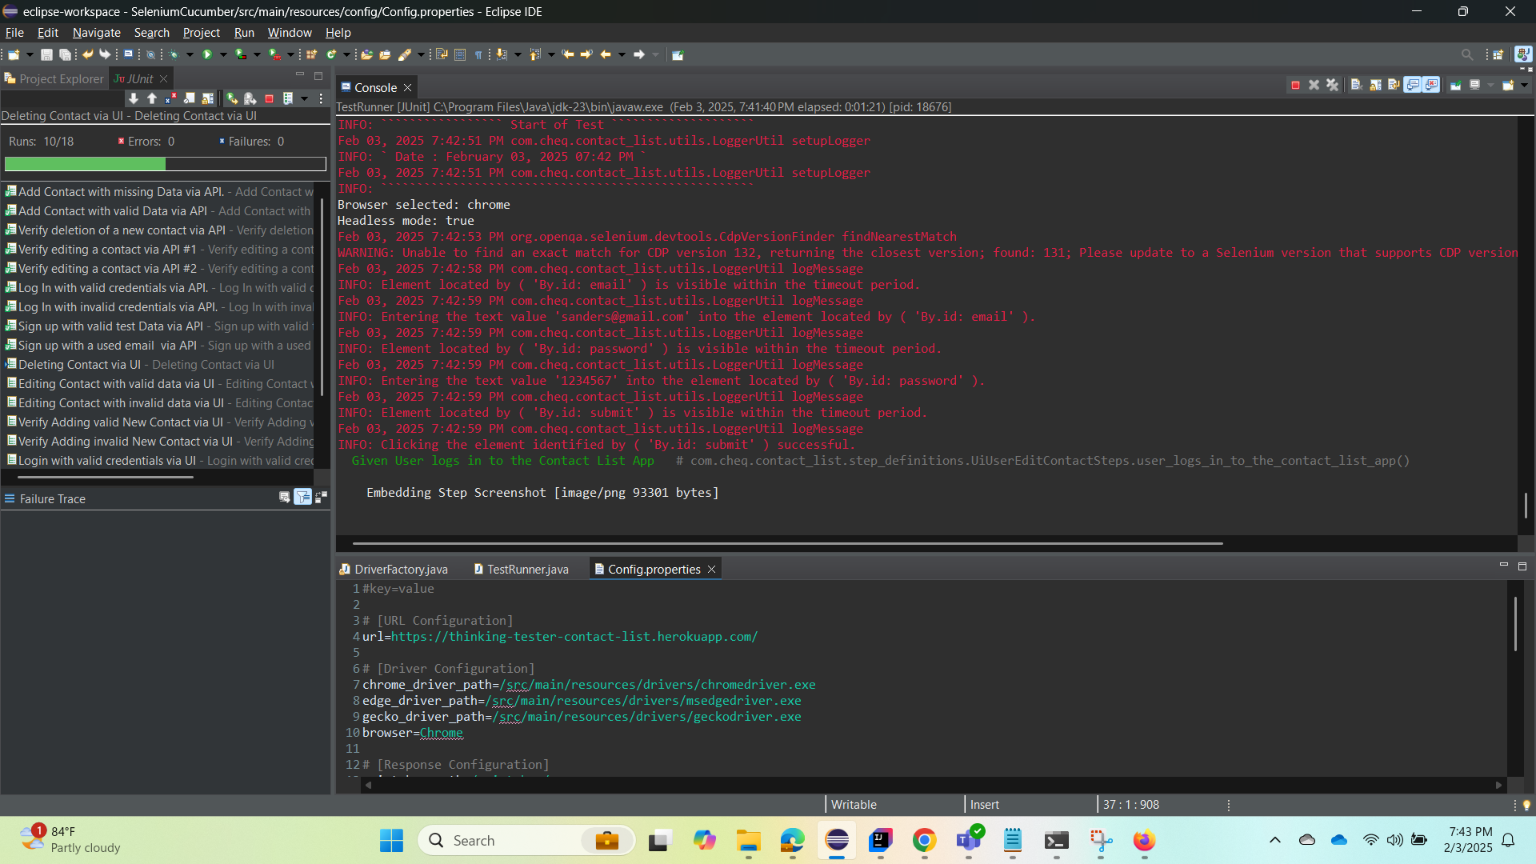 eclipse-workspace - SeleniumCucumber/src/main/resources/config/Config.properties - Eclipse IDE
File Edit Navigate Search Project Run Window Help
Project Explorer JUnit
Deleting Contact via UI - Deleting Contact via UI
Runs: 10/18 Errors: 0 Failures: 0
Add Contact with missing Data via API. - Add Contact w
Add Contact with valid Data via API - Add Contact with
Verify deletion of a new contact via API - Verify deletion
Verify editing a contact via API #1 - Verify editing a cont
Verify editing a contact via API #2 - Verify editing a cont
Log In with valid credentials via API. - Log In with valid c
Log In with invalid credentials via API. - Log In with inva
Sign up with valid test Data via API - Sign up with valid
Sign up with a used email  via API - Sign up with a used
Deleting Contact via UI - Deleting Contact via UI
Editing Contact with valid data via UI - Editing Contact
Editing Contact with invalid data via UI - Editing Contac
Verify Adding valid New Contact via UI - Verify Adding
Verify Adding invalid New Contact via UI - Verify Adding
Login with valid credentials via UI - Login with valid cre
Failure Trace
Console
TestRunner [JUnit] C:\Program Files\Java\jdk-23\bin\javaw.exe (Feb 3, 2025, 7:41:40 PM elapsed: 0:01:21) [pid: 18676]
INFO: ````````````````` Start of Test ````````````````````
Feb 03, 2025 7:42:51 PM com.cheq.contact_list.utils.LoggerUtil setupLogger
INFO: ` Date : February 03, 2025 07:42 PM `
Feb 03, 2025 7:42:51 PM com.cheq.contact_list.utils.LoggerUtil setupLogger
INFO: ````````````````````````````````````````````````````
Browser selected: chrome
Headless mode: true
Feb 03, 2025 7:42:53 PM org.openqa.selenium.devtools.CdpVersionFinder findNearestMatch
WARNING: Unable to find an exact match for CDP version 132, returning the closest version; found: 131; Please update to a Selenium version that supports CDP version
Feb 03, 2025 7:42:58 PM com.cheq.contact_list.utils.LoggerUtil logMessage
INFO: Element located by ( 'By.id: email' ) is visible within the timeout period.
Feb 03, 2025 7:42:59 PM com.cheq.contact_list.utils.LoggerUtil logMessage
INFO: Entering the text value 'sanders@gmail.com' into the element located by ( 'By.id: email' ).
Feb 03, 2025 7:42:59 PM com.cheq.contact_list.utils.LoggerUtil logMessage
INFO: Element located by ( 'By.id: password' ) is visible within the timeout period.
Feb 03, 2025 7:42:59 PM com.cheq.contact_list.utils.LoggerUtil logMessage
INFO: Entering the text value '1234567' into the element located by ( 'By.id: password' ).
Feb 03, 2025 7:42:59 PM com.cheq.contact_list.utils.LoggerUtil logMessage
INFO: Element located by ( 'By.id: submit' ) is visible within the timeout period.
Feb 03, 2025 7:42:59 PM com.cheq.contact_list.utils.LoggerUtil logMessage
INFO: Clicking the element identified by ( 'By.id: submit' ) successful.
Given User logs in to the Contact List App # com.cheq.contact_list.step_definitions.UiUserEditContactSteps.user_logs_in_to_the_contact_list_app()
Embedding Step Screenshot [image/png 93301 bytes]
DriverFactory.java TestRunner.java Config.properties
1 #key=value
2
3 # [URL Configuration]
4 url=https://thinking-tester-contact-list.herokuapp.com/
5
6 # [Driver Configuration]
7 chrome_driver_path=/src/main/resources/drivers/chromedriver.exe
8 edge_driver_path=/src/main/resources/drivers/msedgedriver.exe
9 gecko_driver_path=/src/main/resources/drivers/geckodriver.exe
10 browser=Chrome
11
12 # [Response Configuration]
Writable Insert 37 : 1 : 908
1
84°F
Partly cloudy
Search
7:43 PM
2/3/2025